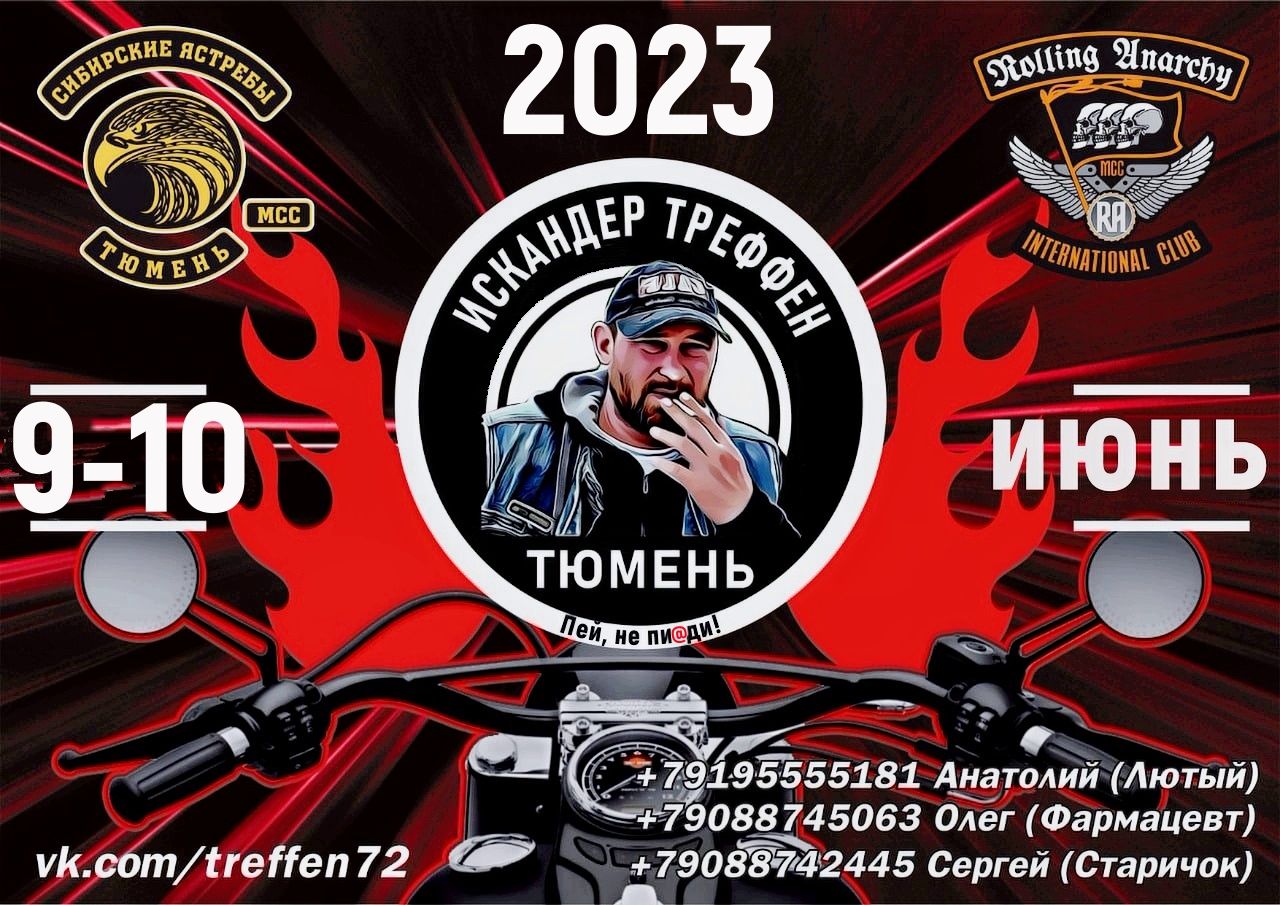 2023
СИБИРСКИЕ ЯСТРЕБЫ
МСС
ТЮМЕНЬ
Rolling Anarchy
MCC
RA
INTERNATIONAL CLUB
ИСКАНДЕР ТРЕФФЕН
9-10
ИЮНЬ
ТЮМЕНЬ
Пей, не пи@ди!
+79195555181 Анатолий (Лютый)
+79088745063 Олег (Фармацевт)
+79088742445 Сергей (Старичок)
vk.com/treffen72